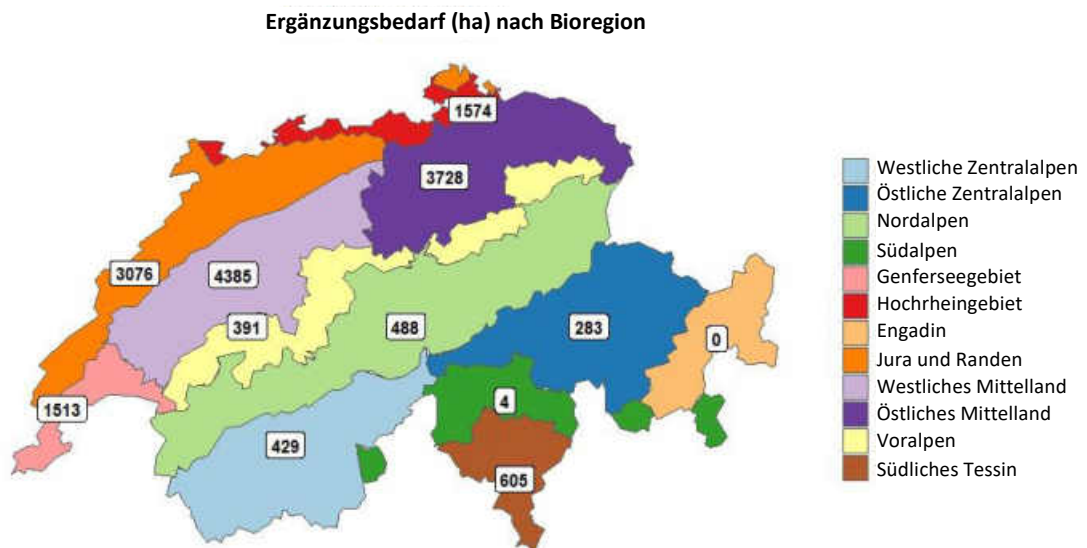 Ergänzungsbedarf (ha) nach Bioregion
1574
3728
3076
4385
391
488
283
0
1513
4
429
605
Westliche Zentralalpen
Östliche Zentralalpen
Nordalpen
Südalpen
Genferseegebiet
Hochrheingebiet
Engadin
Jura und Randen
Westliches Mittelland
Östliches Mittelland
Voralpen
Südliches Tessin